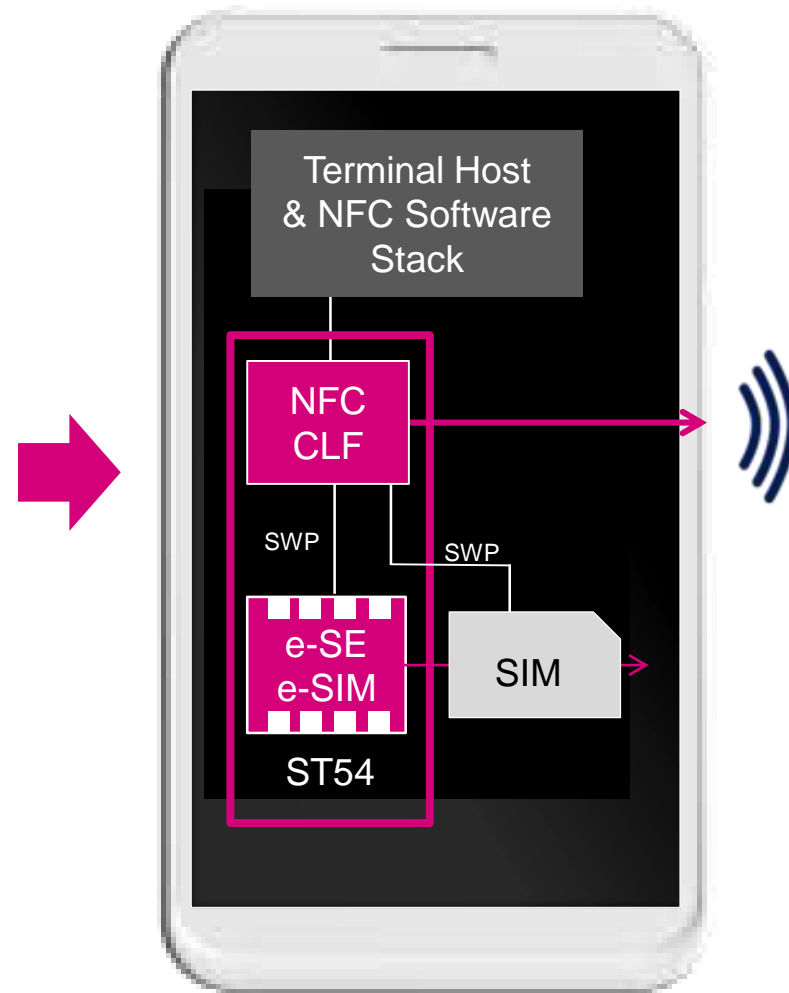 Terminal Host
& NFC Software
Stack
NFC
CLF
SWP
SWP
e-SE
e-SIM
SIM
ST54